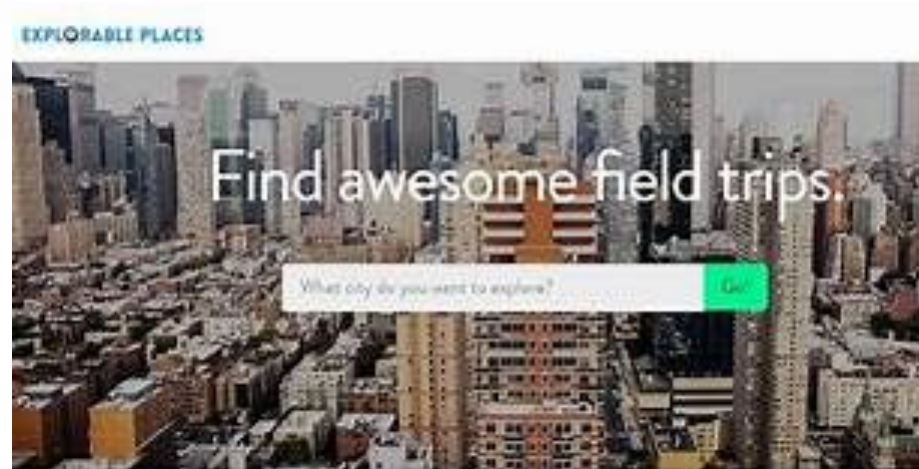 EXPLORABLE PLACES
Find awesome field trips.
What city do you want to explore?
Go!